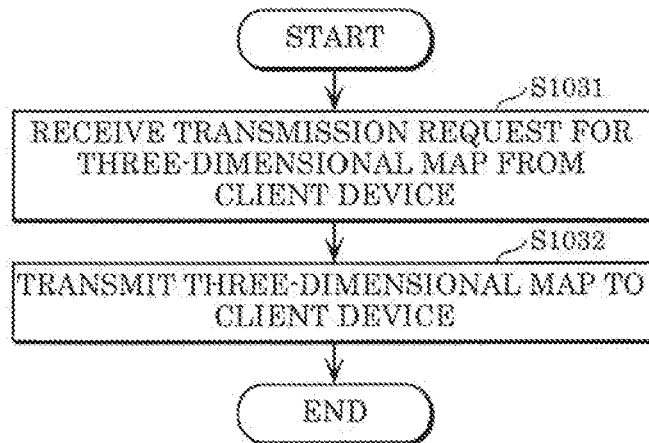 START
S1031
RECEIVE TRANSMISSION REQUEST FOR
THREE-DIMENSIONAL MAP FROM
CLIENT DEVICE
S1032
TRANSMIT THREE-DIMENSIONAL MAP TO
CLIENT DEVICE
END